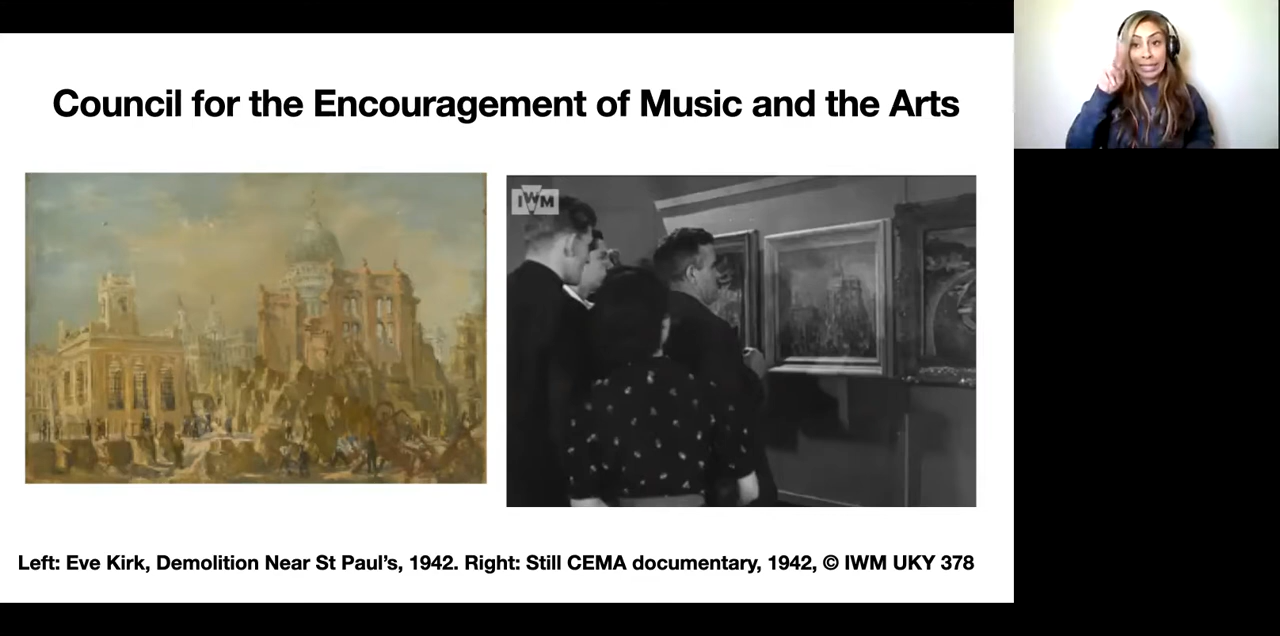 Council for the Encouragement of Music and the Arts
IWM
Left: Eve Kirk, Demolition Near St Paul’s, 1942. Right: Still CEMA documentary, 1942, © IWM UKY 378